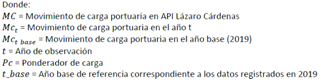 Donde:
MC = Movimiento de carga portuaria en API Lázaro Cárdenas
Mc_t = Movimiento de carga portuaria en el año t
Mc_t base = Movimiento de carga portuaria en el año base (2019)
t = Año de observación
Pc = Ponderador de carga
t_base = Año base de referencia correspondiente a los datos registrados en 2019